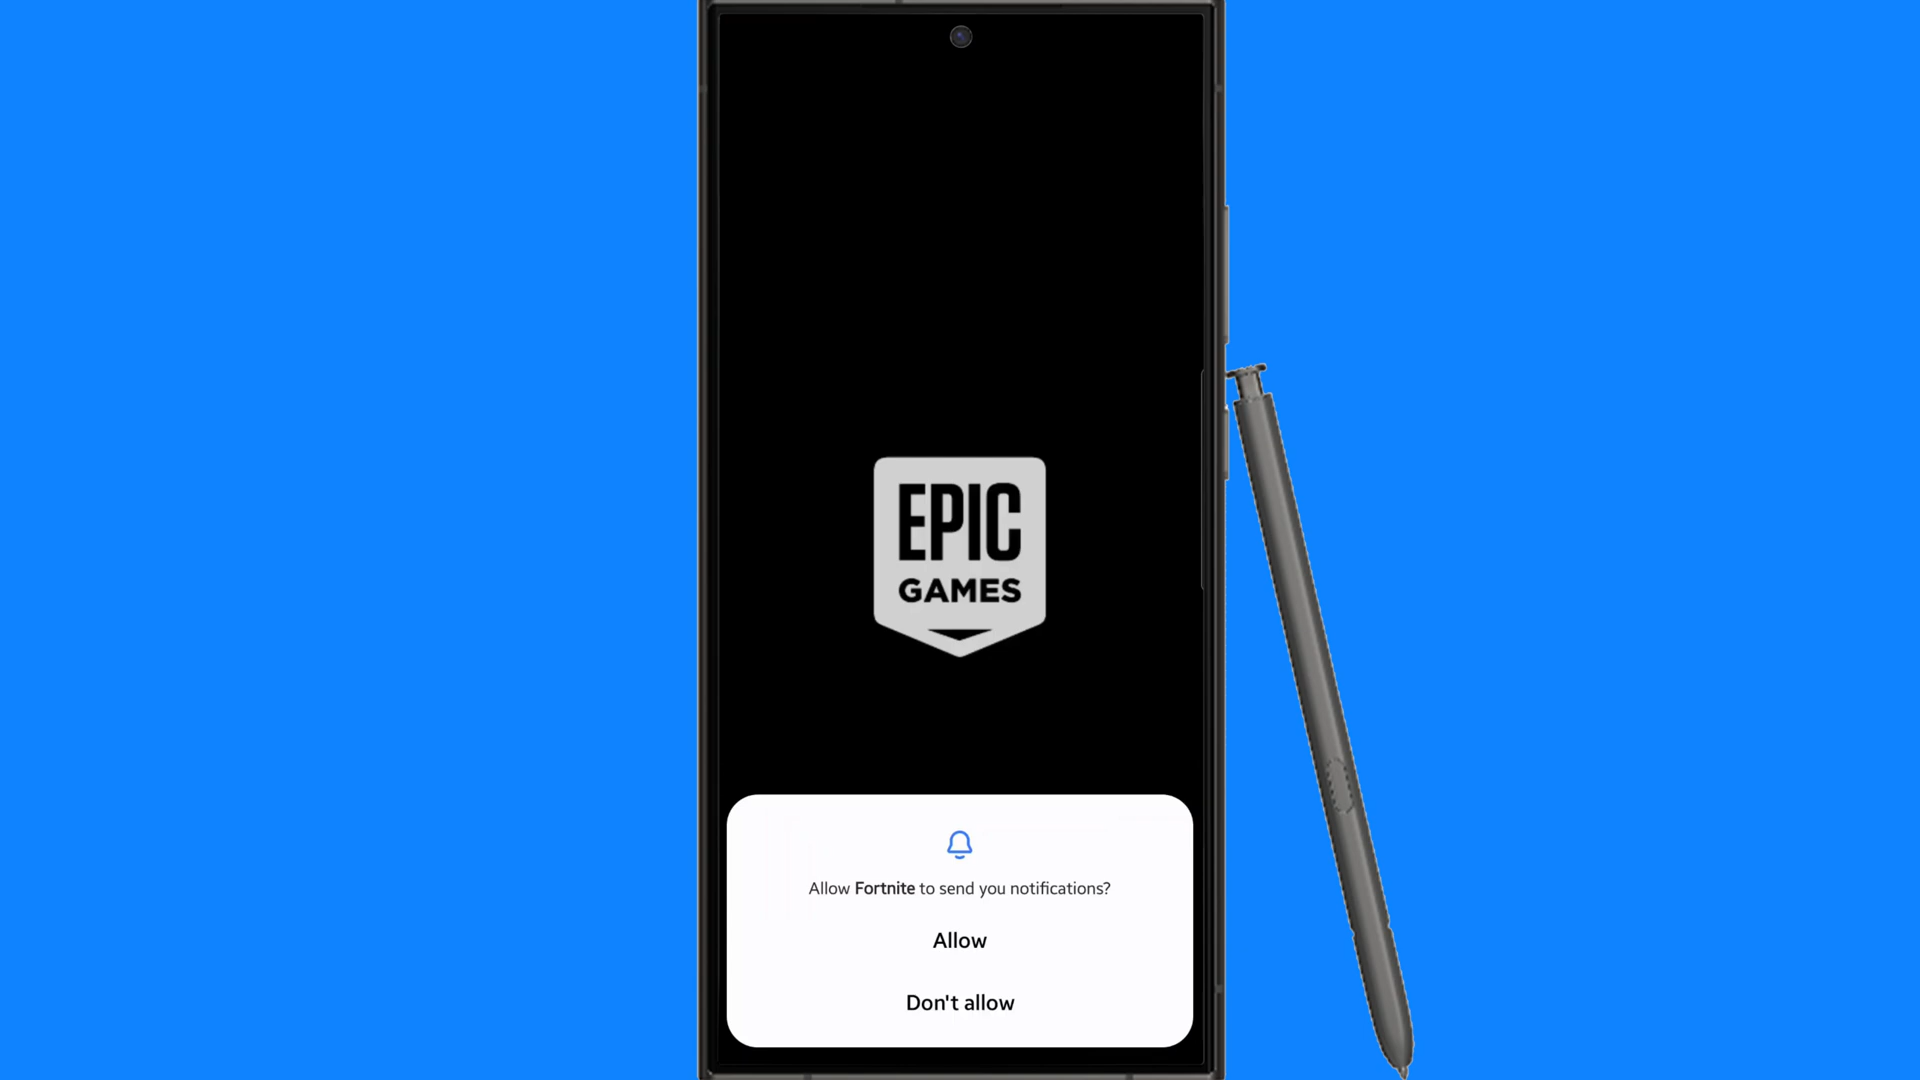 EPIC
GAMES
Allow Fortnite to send you notifications?
Allow
Don't allow